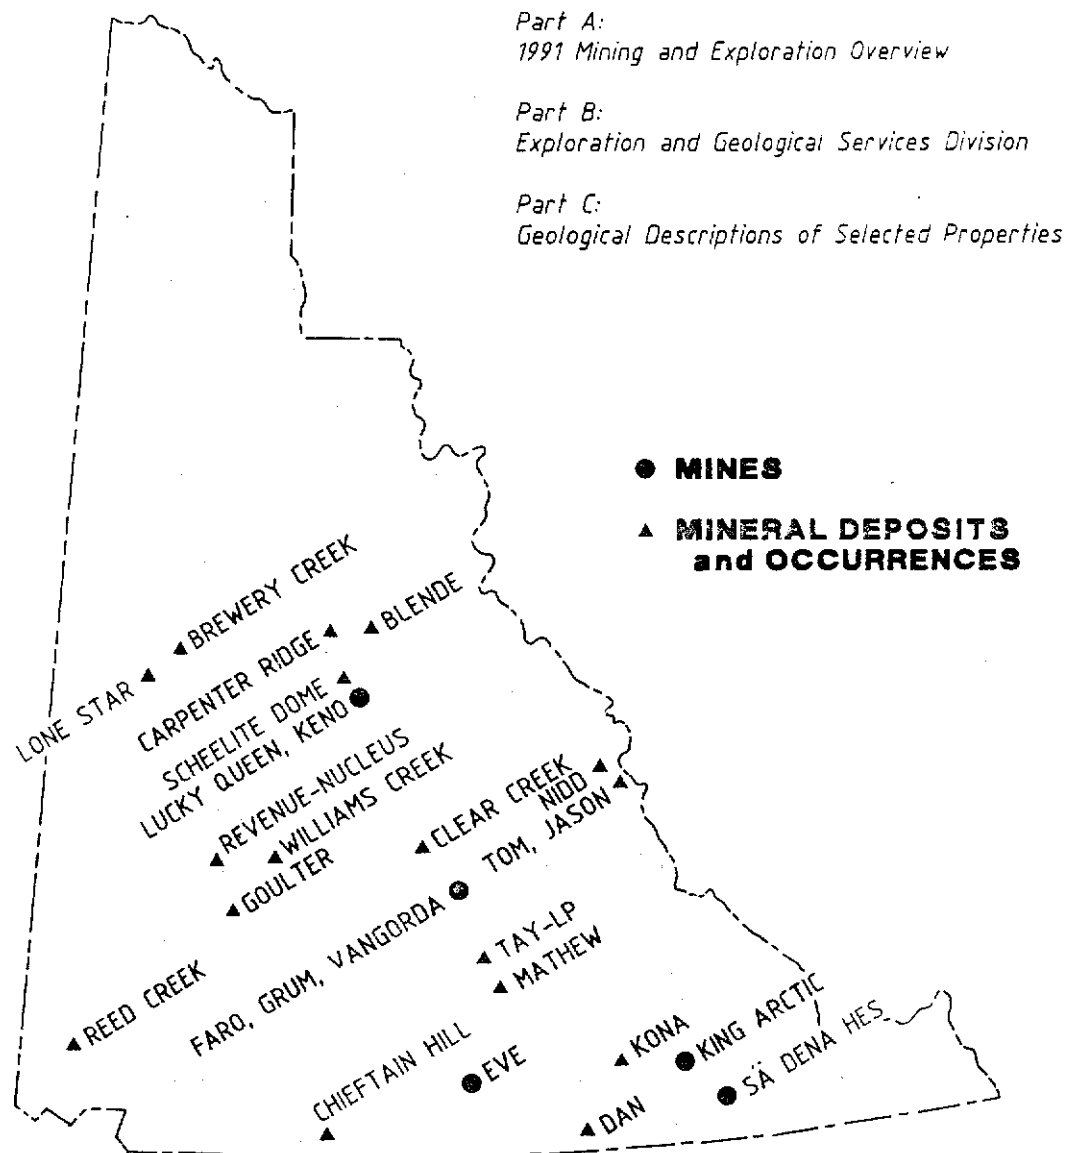 Part A:
1991 Mining and Exploration Overview
Part B:
Exploration and Geological Services Division
Part C:
Geological Descriptions of Selected Properties
MINES
MINERAL DEPOSITS
and OCCURRENCES
BREWERY CREEK
BLENDE
LONE STAR
CARPENTER RIDGE
SCHEELITE DOME
LUCKY QUEEN, KENO
REVENUE-NUCLEUS
WILLIAMS CREEK
GOULTER
CLEAR CREEK
NIDD
TOM, JASON
FARO, GRUM, VANGORDA
TAY-LP
MATHEW
REED CREEK
CHIEFTAIN HILL
EVE
KONA
KING ARCTIC
SÄ DENA HES
DAN